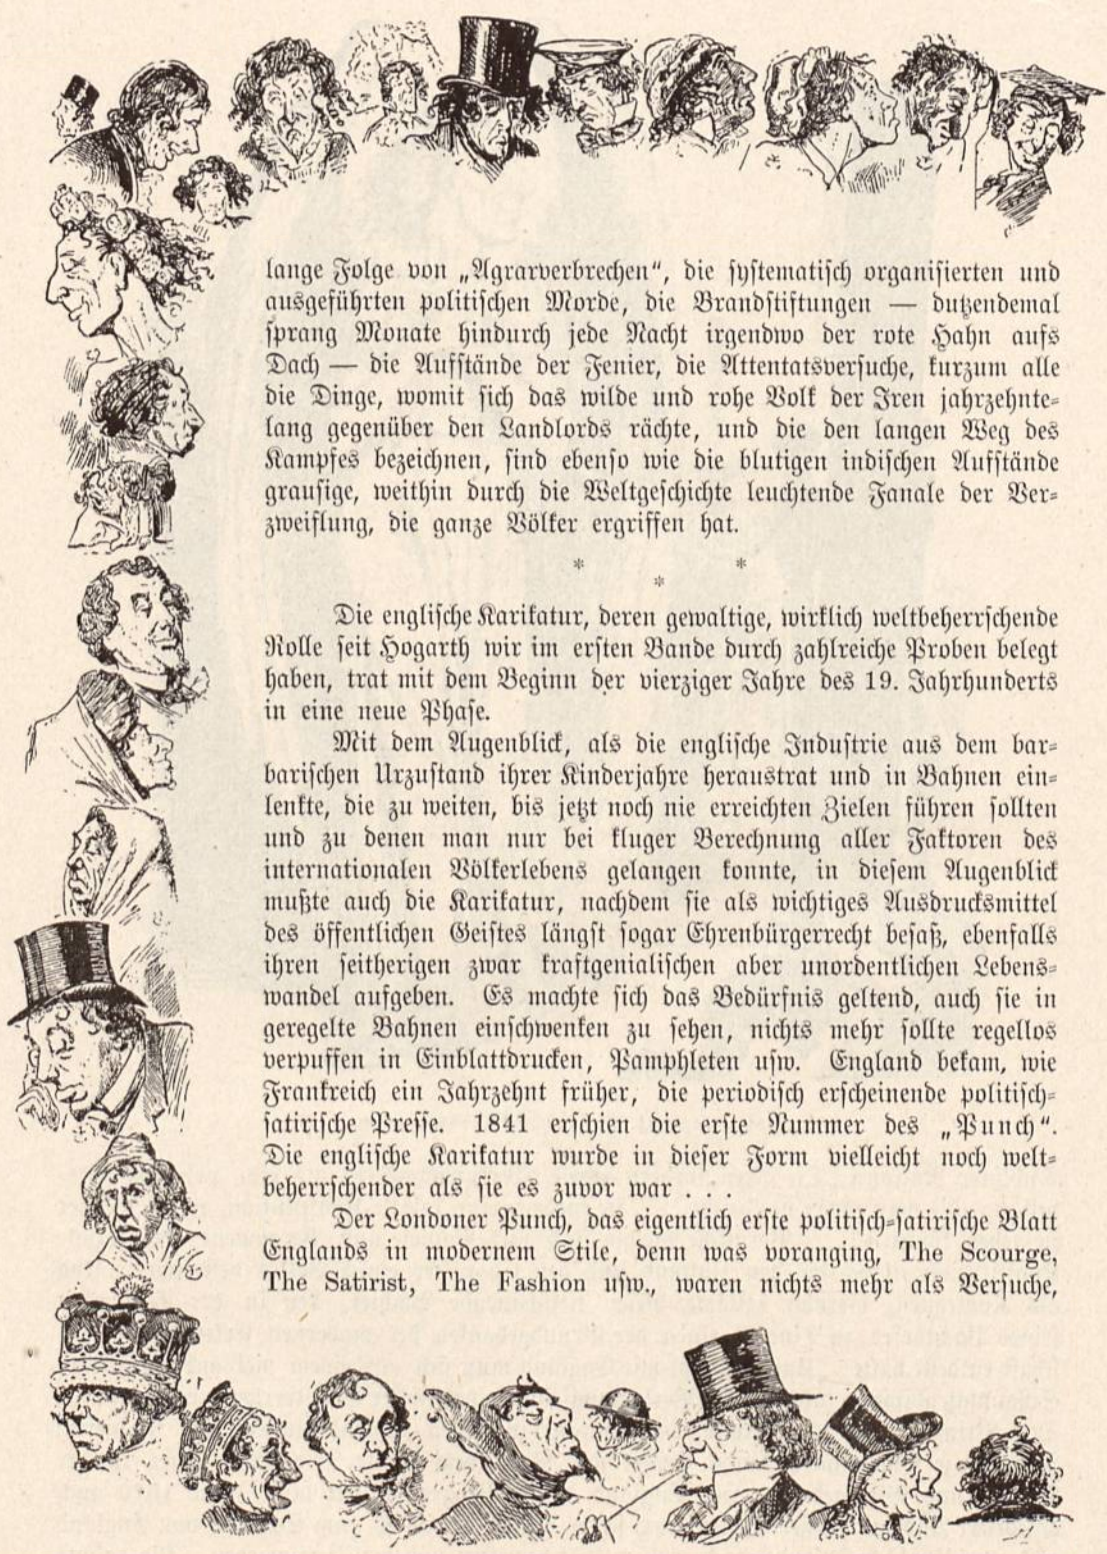 lange Folge von „Agrarverbrechen“, die systematisch organisierten und
ausgeführten politischen Morde, die Brandstiftungen — dutzendemal
sprang Monate hindurch jede Nacht irgendwo der rote Hahn aufs
Dach — die Aufstände der Fenier, die Attentatsversuche, kurzum alle
die Dinge, womit sich das wilde und rohe Volk der Iren jahrzehnte-
lang gegenüber den Landlords rächte, und die den langen Weg des
Kampfes bezeichnen, sind ebenso wie die blutigen indischen Aufstände
grausige, weithin durch die Weltgeschichte leuchtende Fanale der Ver-
zweiflung, die ganze Völker ergriffen hat.
* * *
Die englische Karikatur, deren gewaltige, wirklich weltbeherrschende
Rolle seit Hogarth wir im ersten Bande durch zahlreiche Proben belegt
haben, trat mit dem Beginn der vierziger Jahre des 19. Jahrhunderts
in eine neue Phase.
Mit dem Augenblick, als die englische Industrie aus dem bar-
barischen Urzustand ihrer Kinderjahre heraustrat und in Bahnen ein-
lenkte, die zu weiten, bis jetzt noch nie erreichten Zielen führen sollten
und zu denen man nur bei kluger Berechnung aller Faktoren des
internationalen Völkerlebens gelangen konnte, in diesem Augenblick
mußte auch die Karikatur, nachdem sie als wichtiges Ausdrucksmittel
des öffentlichen Geistes längst sogar Ehrenbürgerrecht besaß, ebenfalls
ihren seitherigen zwar kraftgenialischen aber unordentlichen Lebens-
wandel aufgeben. Es machte sich das Bedürfnis geltend, auch sie in
geregelte Bahnen einschwenken zu sehen, nichts mehr sollte regellos
verpuffen in Einblattdrucken, Pamphleten usw. England bekam, wie
Frankreich ein Jahrzehnt früher, die periodisch erscheinende politisch-
satirische Presse. 1841 erschien die erste Nummer des „Punch“.
Die englische Karikatur wurde in dieser Form vielleicht noch welt-
beherrschender als sie es zuvor war . . .
Der Londoner Punch, das eigentlich erste politisch-satirische Blatt
Englands in modernem Stile, denn was voranging, The Scourge,
The Satirist, The Fashion usw., waren nichts mehr als Versuche,